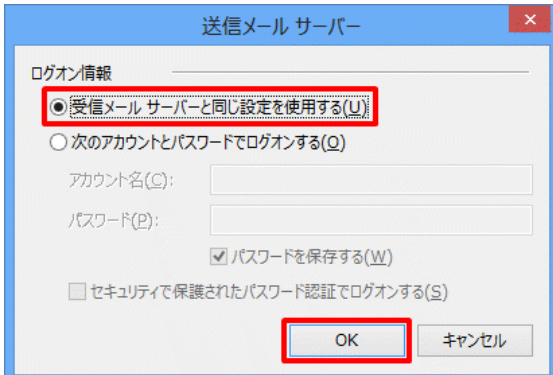 送信メール サーバー
ログオン情報
受信メール サーバーと同じ設定を使用する(U)
次のアカウントとパスワードでログオンする(O)
アカウント名(C):
パスワード(P):
パスワードを保存する(W)
セキュリティで保護されたパスワード認証でログオンする(S)
OK キャンセル